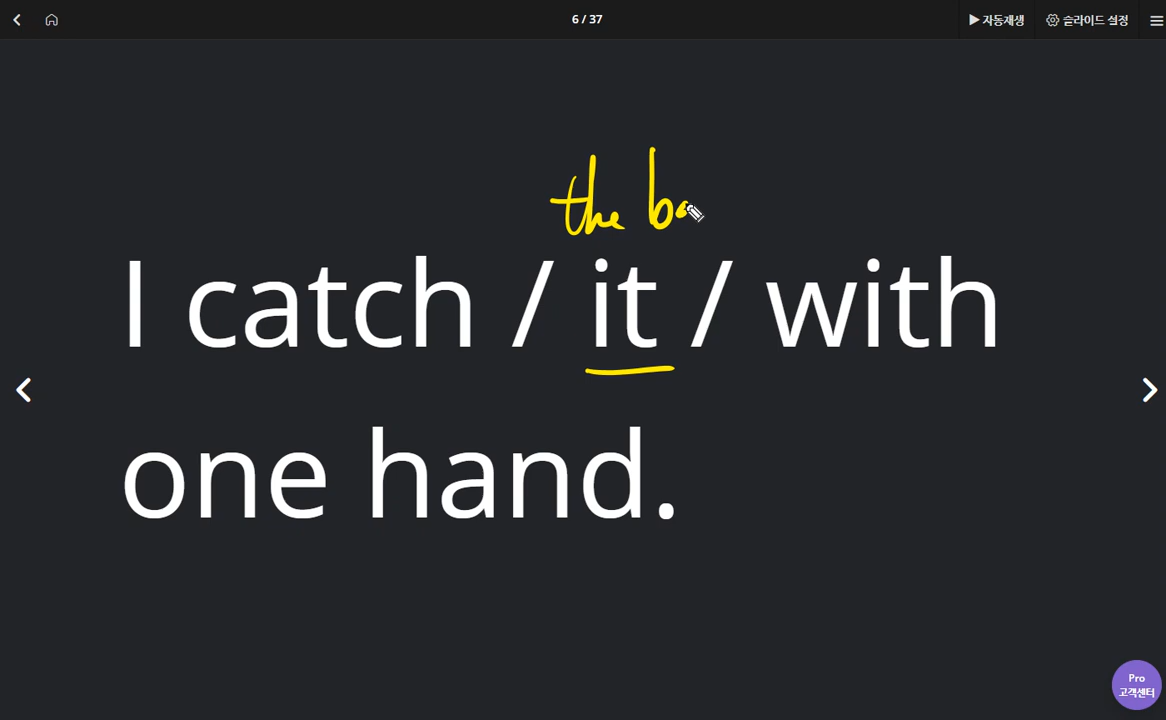 6 / 37
자동재생
슬라이드 설정
the ba
I catch / it / with
one hand.
Pro
고객센터